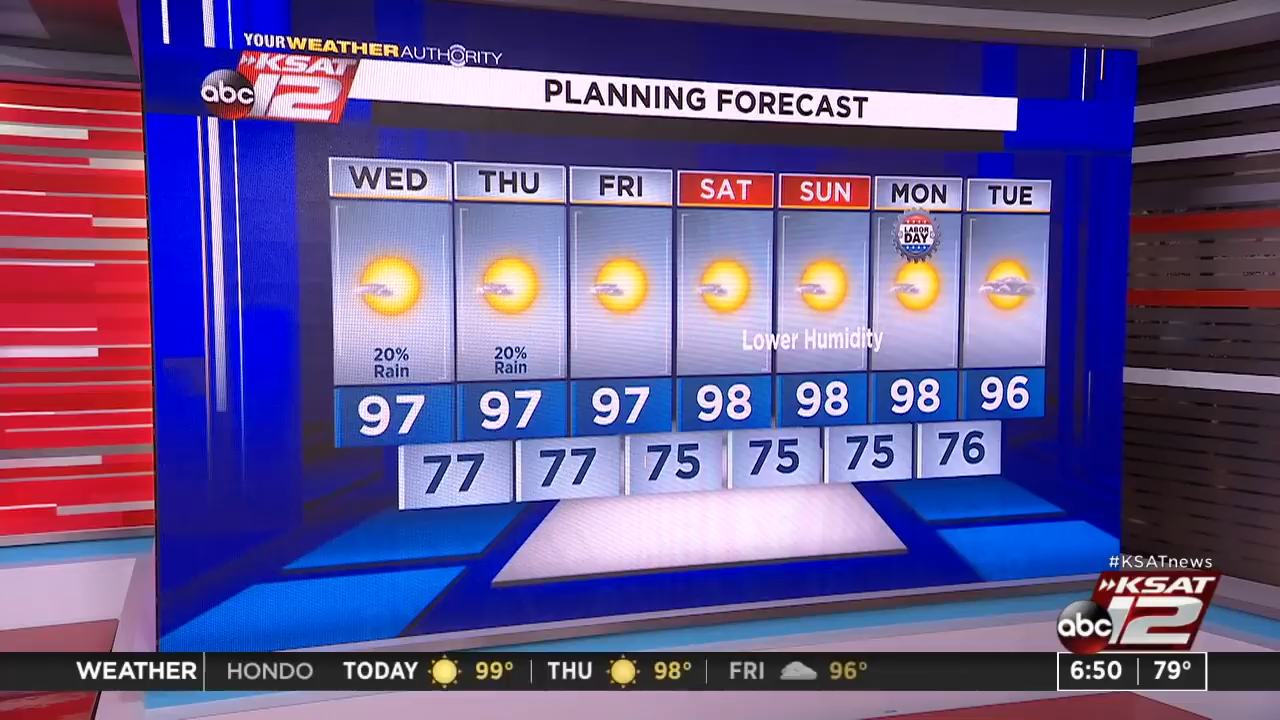 YOUR WEATHER AUTHORITY
KSAT
abc 12
PLANNING FORECAST
WED THU FRI SAT SUN MON TUE
LABOR
DAY
Lower Humidity
20% 20%
Rain Rain
97 97 97 98 98 98 96
77 77 75 75 75 76
#KSATnews
KSAT
abc 12
WEATHER HONDO TODAY 99° THU 98° FRI 96° 6:50 79°